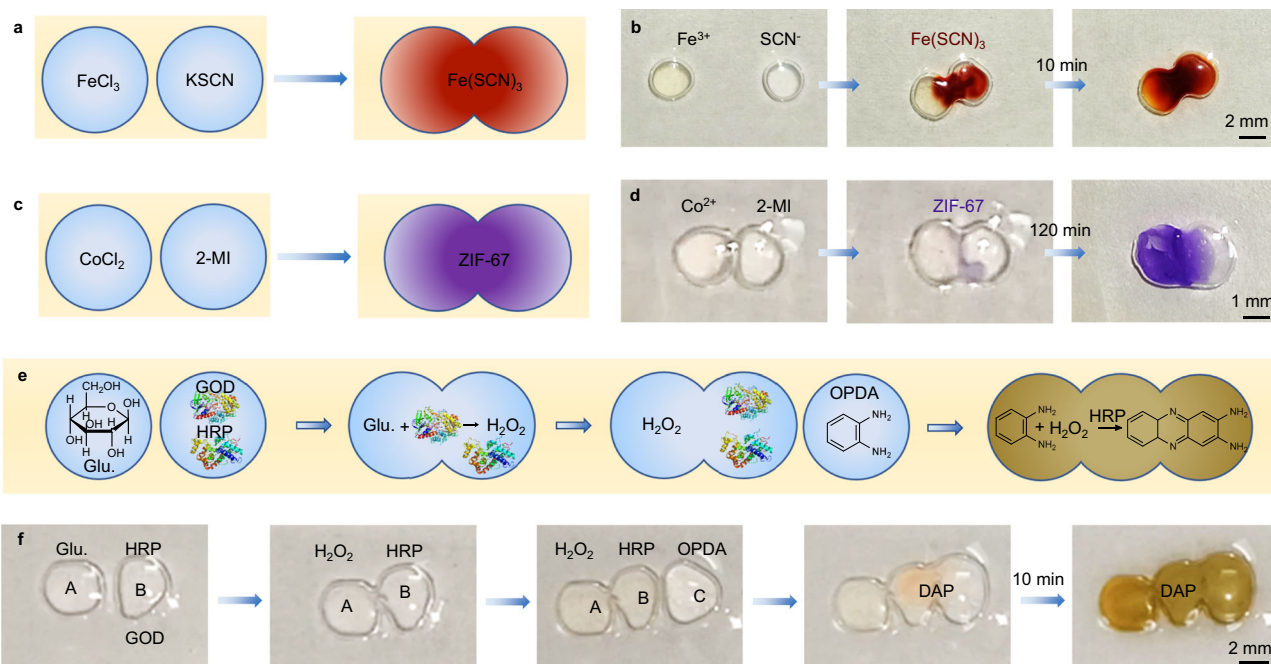 a
FeCl₃
KSCN
Fe(SCN)₃
b
Fe³⁺
SCN⁻
Fe(SCN)₃
10 min
2 mm
c
CoCl₂
2-MI
ZIF-67
d
Co²⁺
2-MI
ZIF-67
120 min
1 mm
e
CH₂OH
H
O
OH
H
H
OH
H
OH
H
OH
Glu.
GOD
HRP
Glu. +
H₂O₂
H₂O₂
OPDA
NH₂
NH₂
NH₂
NH₂
+ H₂O₂
HRP
N
N
NH₂
NH₂
f
Glu.
HRP
A
B
GOD
H₂O₂
HRP
A
B
H₂O₂
HRP
OPDA
A
B
C
DAP
10 min
DAP
2 mm